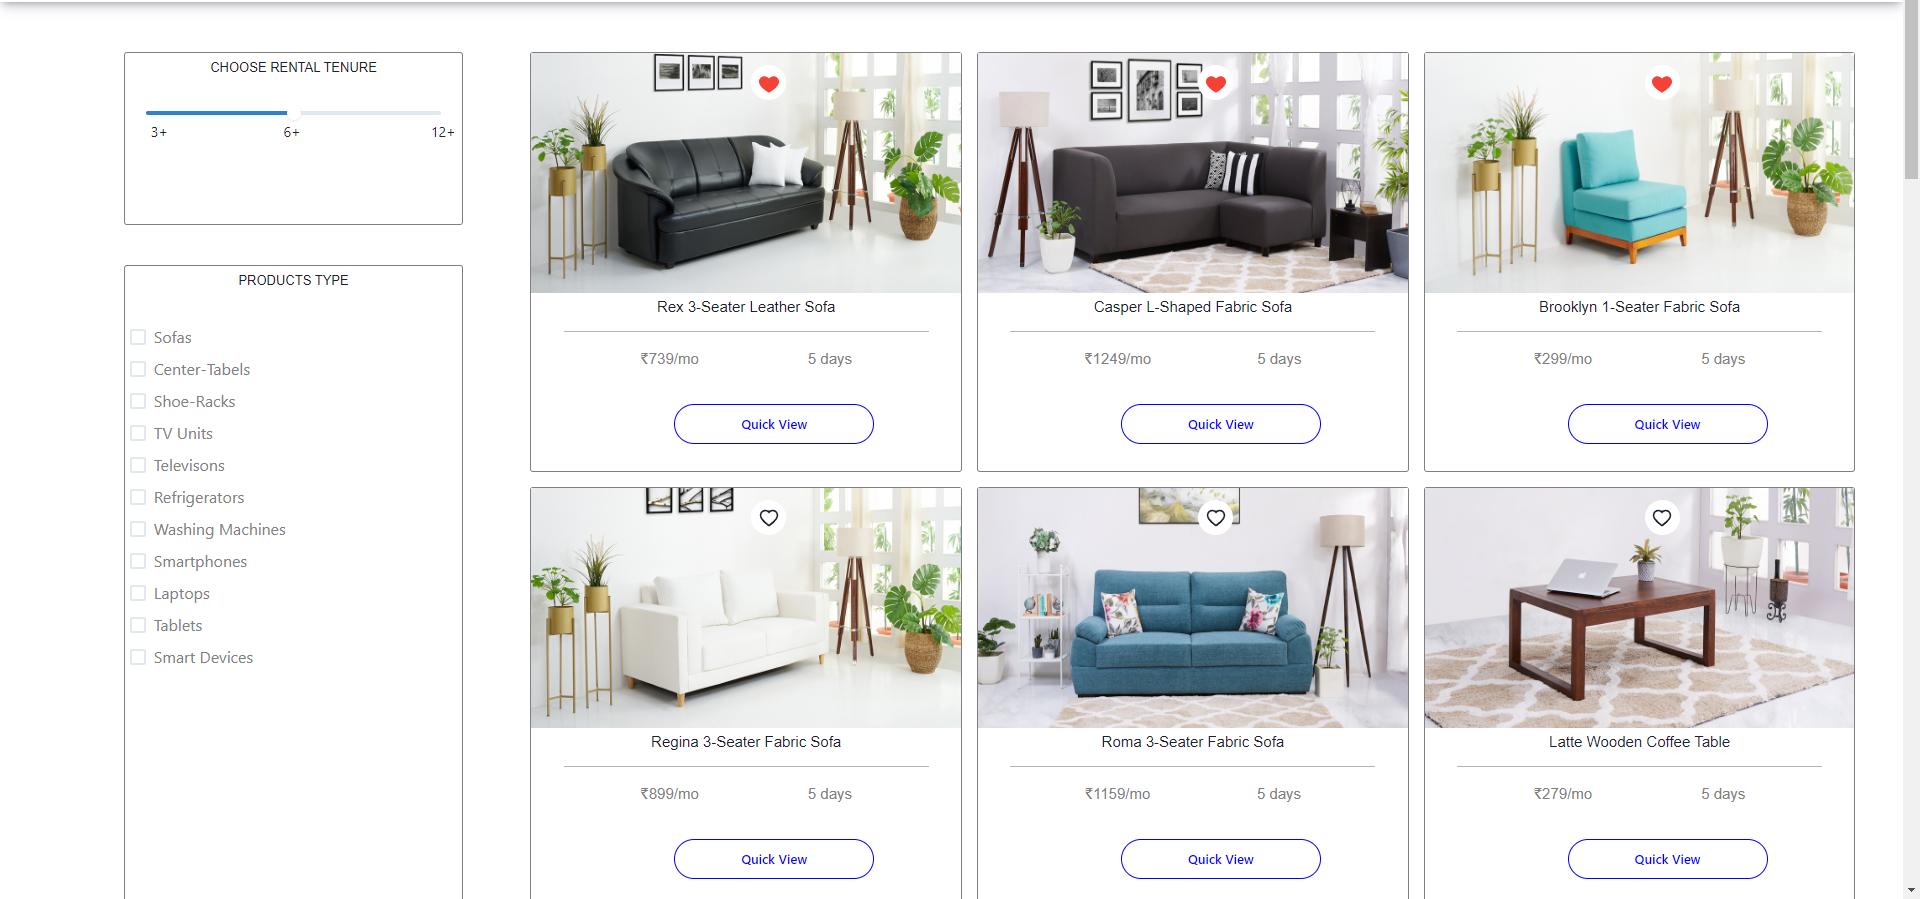 CHOOSE RENTAL TENURE
3+ 6+ 12+
PRODUCTS TYPE
Sofas
Center-Tabels
Shoe-Racks
TV Units
Televisons
Refrigerators
Washing Machines
Smartphones
Laptops
Tablets
Smart Devices
Rex 3-Seater Leather Sofa
₹739/mo 5 days
Quick View
Casper L-Shaped Fabric Sofa
₹1249/mo 5 days
Quick View
Brooklyn 1-Seater Fabric Sofa
₹299/mo 5 days
Quick View
Regina 3-Seater Fabric Sofa
₹899/mo 5 days
Quick View
Roma 3-Seater Fabric Sofa
₹1159/mo 5 days
Quick View
Latte Wooden Coffee Table
₹279/mo 5 days
Quick View